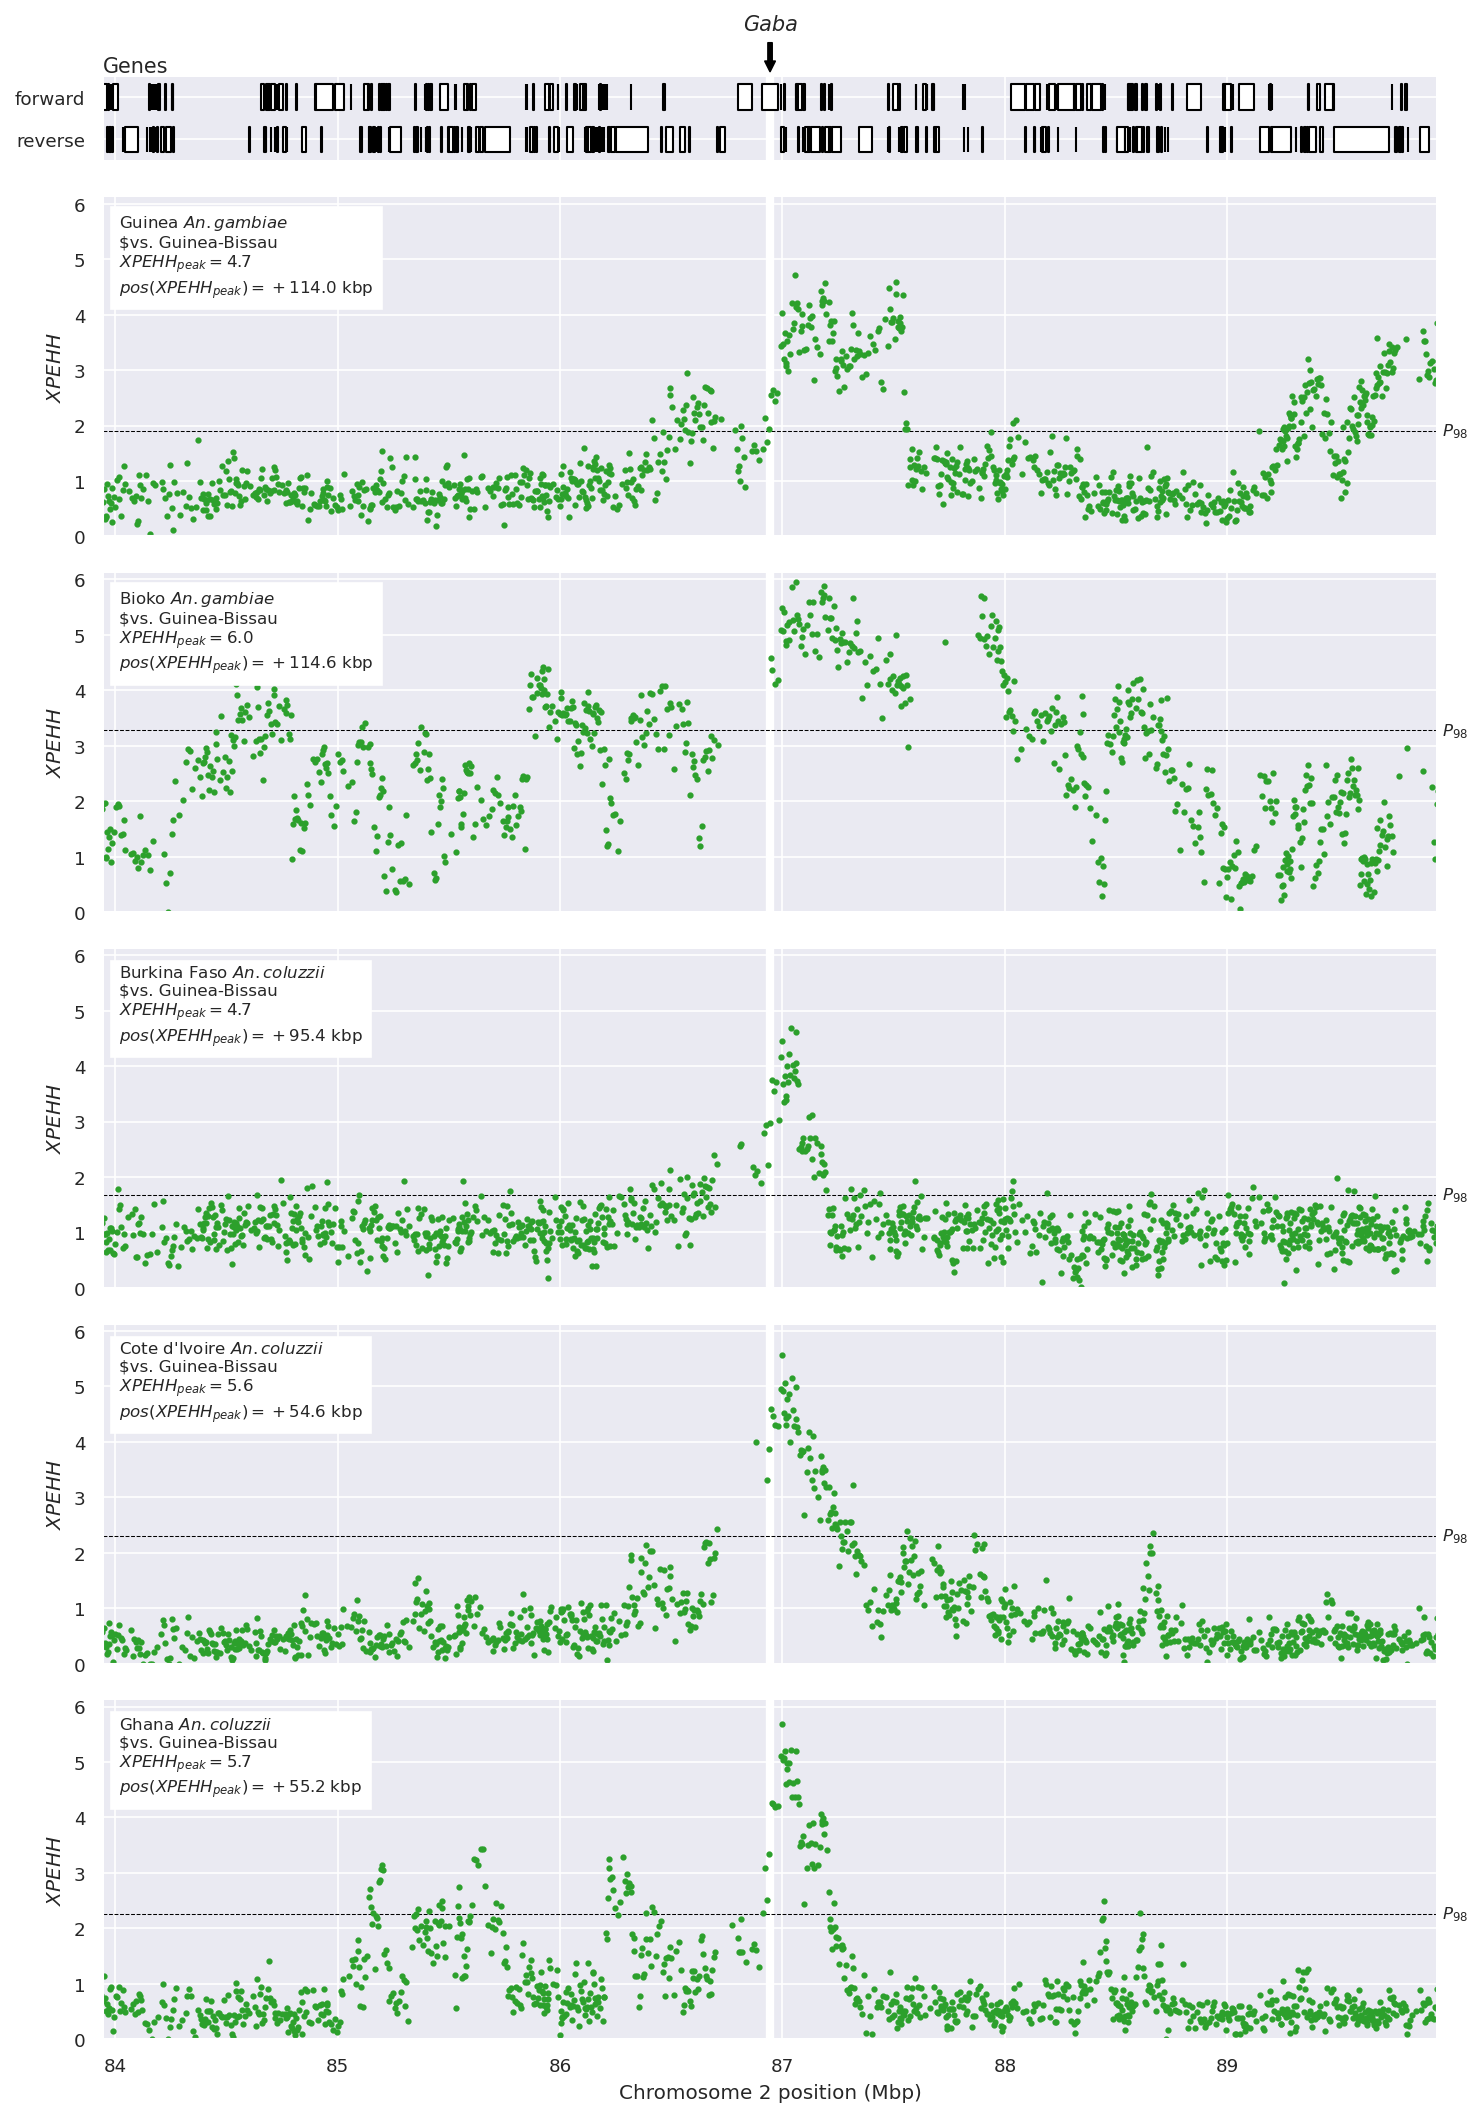 Gaba
Genes
forward
reverse
6
5
4
3
2
1
0
XPEHH
Guinea An. gambiae
$vs. Guinea-Bissau
XPEHH_peak = 4.7
pos(XPEHH_peak) = +114.0 kbp
P_98
6
5
4
3
2
1
0
XPEHH
Bioko An. gambiae
$vs. Guinea-Bissau
XPEHH_peak = 6.0
pos(XPEHH_peak) = +114.6 kbp
P_98
6
5
4
3
2
1
0
XPEHH
Burkina Faso An. coluzzii
$vs. Guinea-Bissau
XPEHH_peak = 4.7
pos(XPEHH_peak) = +95.4 kbp
P_98
6
5
4
3
2
1
0
XPEHH
Cote d'Ivoire An. coluzzii
$vs. Guinea-Bissau
XPEHH_peak = 5.6
pos(XPEHH_peak) = +54.6 kbp
P_98
6
5
4
3
2
1
0
XPEHH
Ghana An. coluzzii
$vs. Guinea-Bissau
XPEHH_peak = 5.7
pos(XPEHH_peak) = +55.2 kbp
P_98
84 85 86 87 88 89
Chromosome 2 position (Mbp)